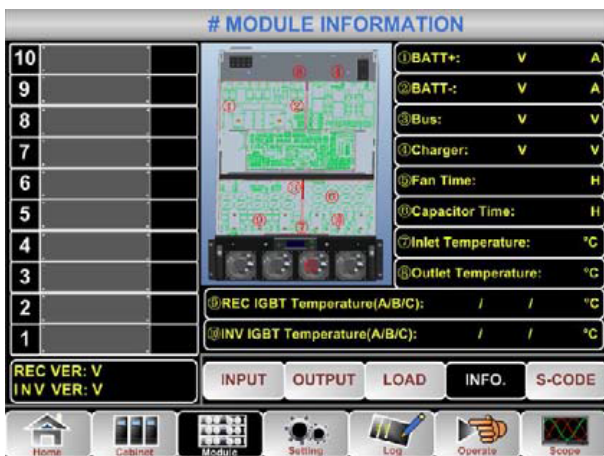 # MODULE INFORMATION
10
9
8
7
6
5
4
3
2
1
①BATT+: V A
②BATT-: V A
③Bus: V V
④Charger: V V
⑤Fan Time: H
⑥Capacitor Time: H
⑦Inlet Temperature: °C
⑧Outlet Temperature: °C
⑨REC IGBT Temperature(A/B/C): / / °C
⑩INV IGBT Temperature(A/B/C): / / °C
REC VER: V
INV VER: V
INPUT OUTPUT LOAD INFO. S-CODE
Home Cabinet Module Setting Log Operate Scope